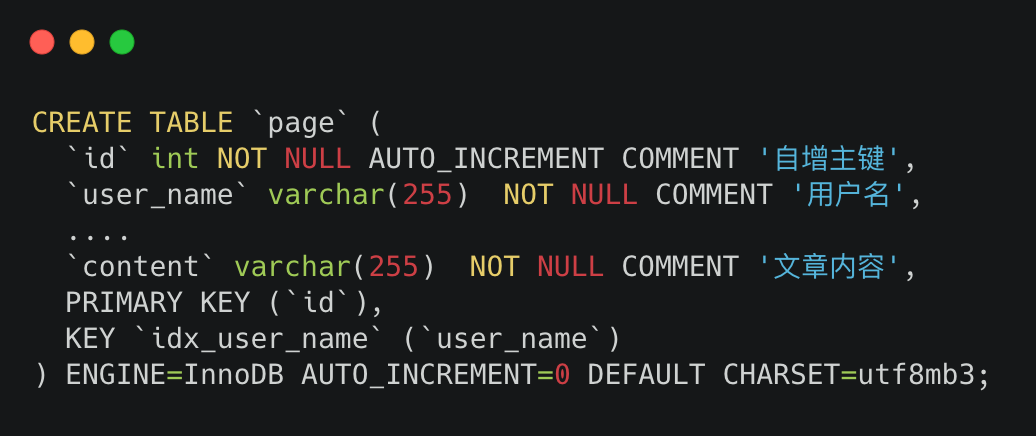 CREATE TABLE `page` (
  `id` int NOT NULL AUTO_INCREMENT COMMENT '自增主键',
  `user_name` varchar(255)  NOT NULL COMMENT '用户名',
  ....
  `content` varchar(255)  NOT NULL COMMENT '文章内容',
  PRIMARY KEY (`id`),
  KEY `idx_user_name` (`user_name`)
) ENGINE=InnoDB AUTO_INCREMENT=0 DEFAULT CHARSET=utf8mb3;